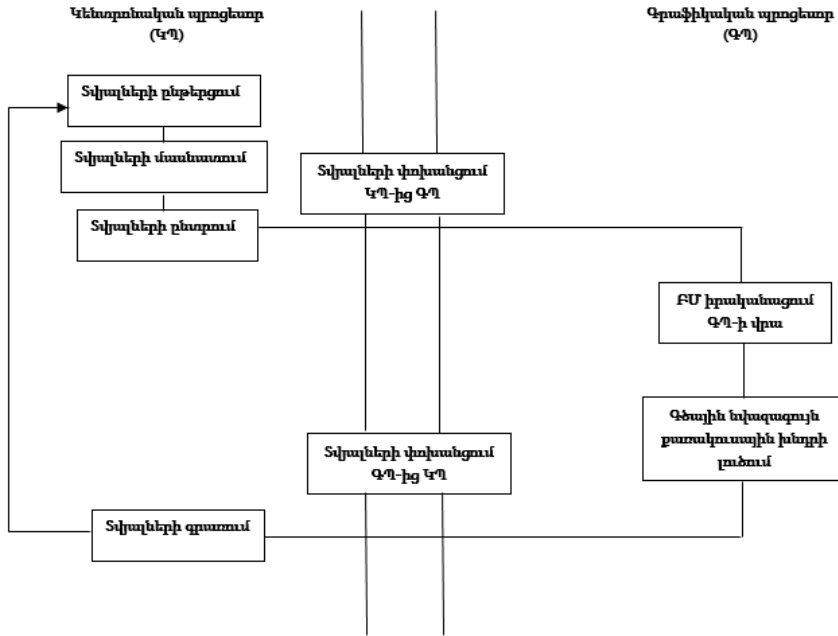 Կենտրոնական պրոցեսոր
(ԿՊ)
Գրաֆիկական պրոցեսոր
(ԳՊ)
Տվյալների ընթերցում
Տվյալների մասնատում
Տվյալների փոխանցում
ԿՊ-ից ԳՊ
Տվյալների ընտրում
ԲՄ իրականացում
ԳՊ-ի վրա
Գծային նվազագույն
քառակուսային խնդրի
լուծում
Տվյալների փոխանցում
ԳՊ-ից ԿՊ
Տվյալների գրառում